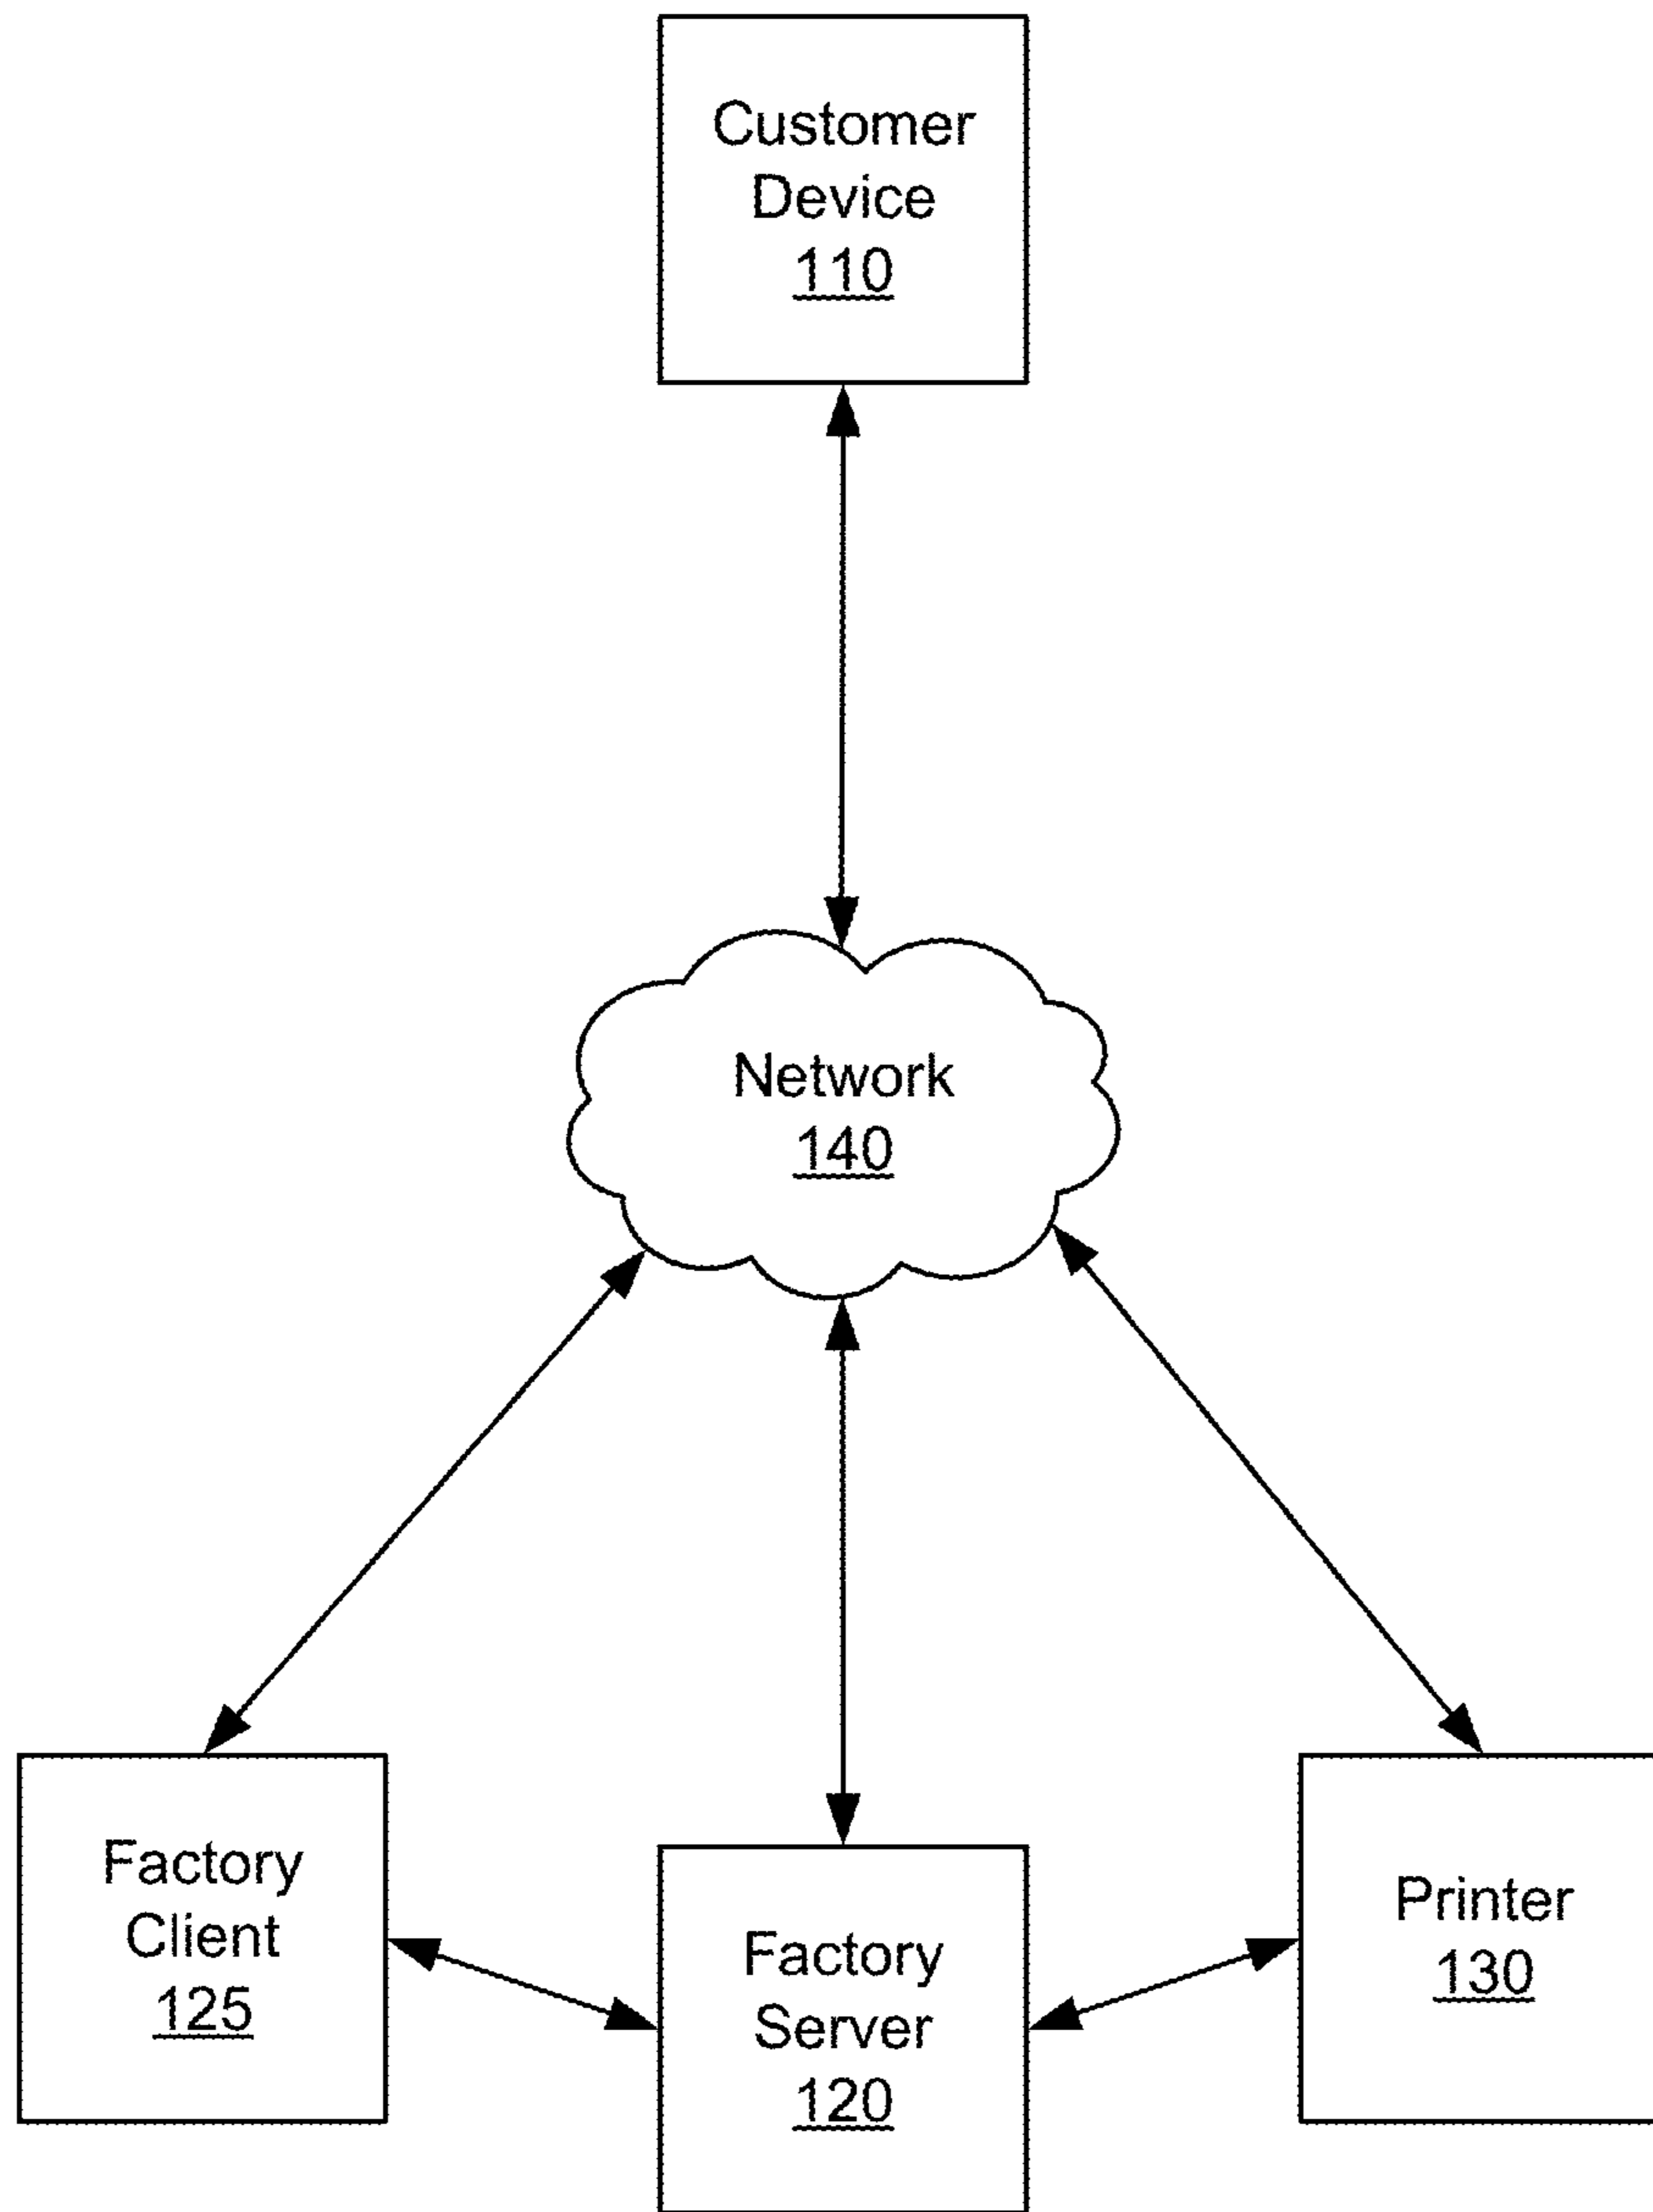 Customer
Device
110
Network
140
Factory
Client
125
Factory
Server
120
Printer
130